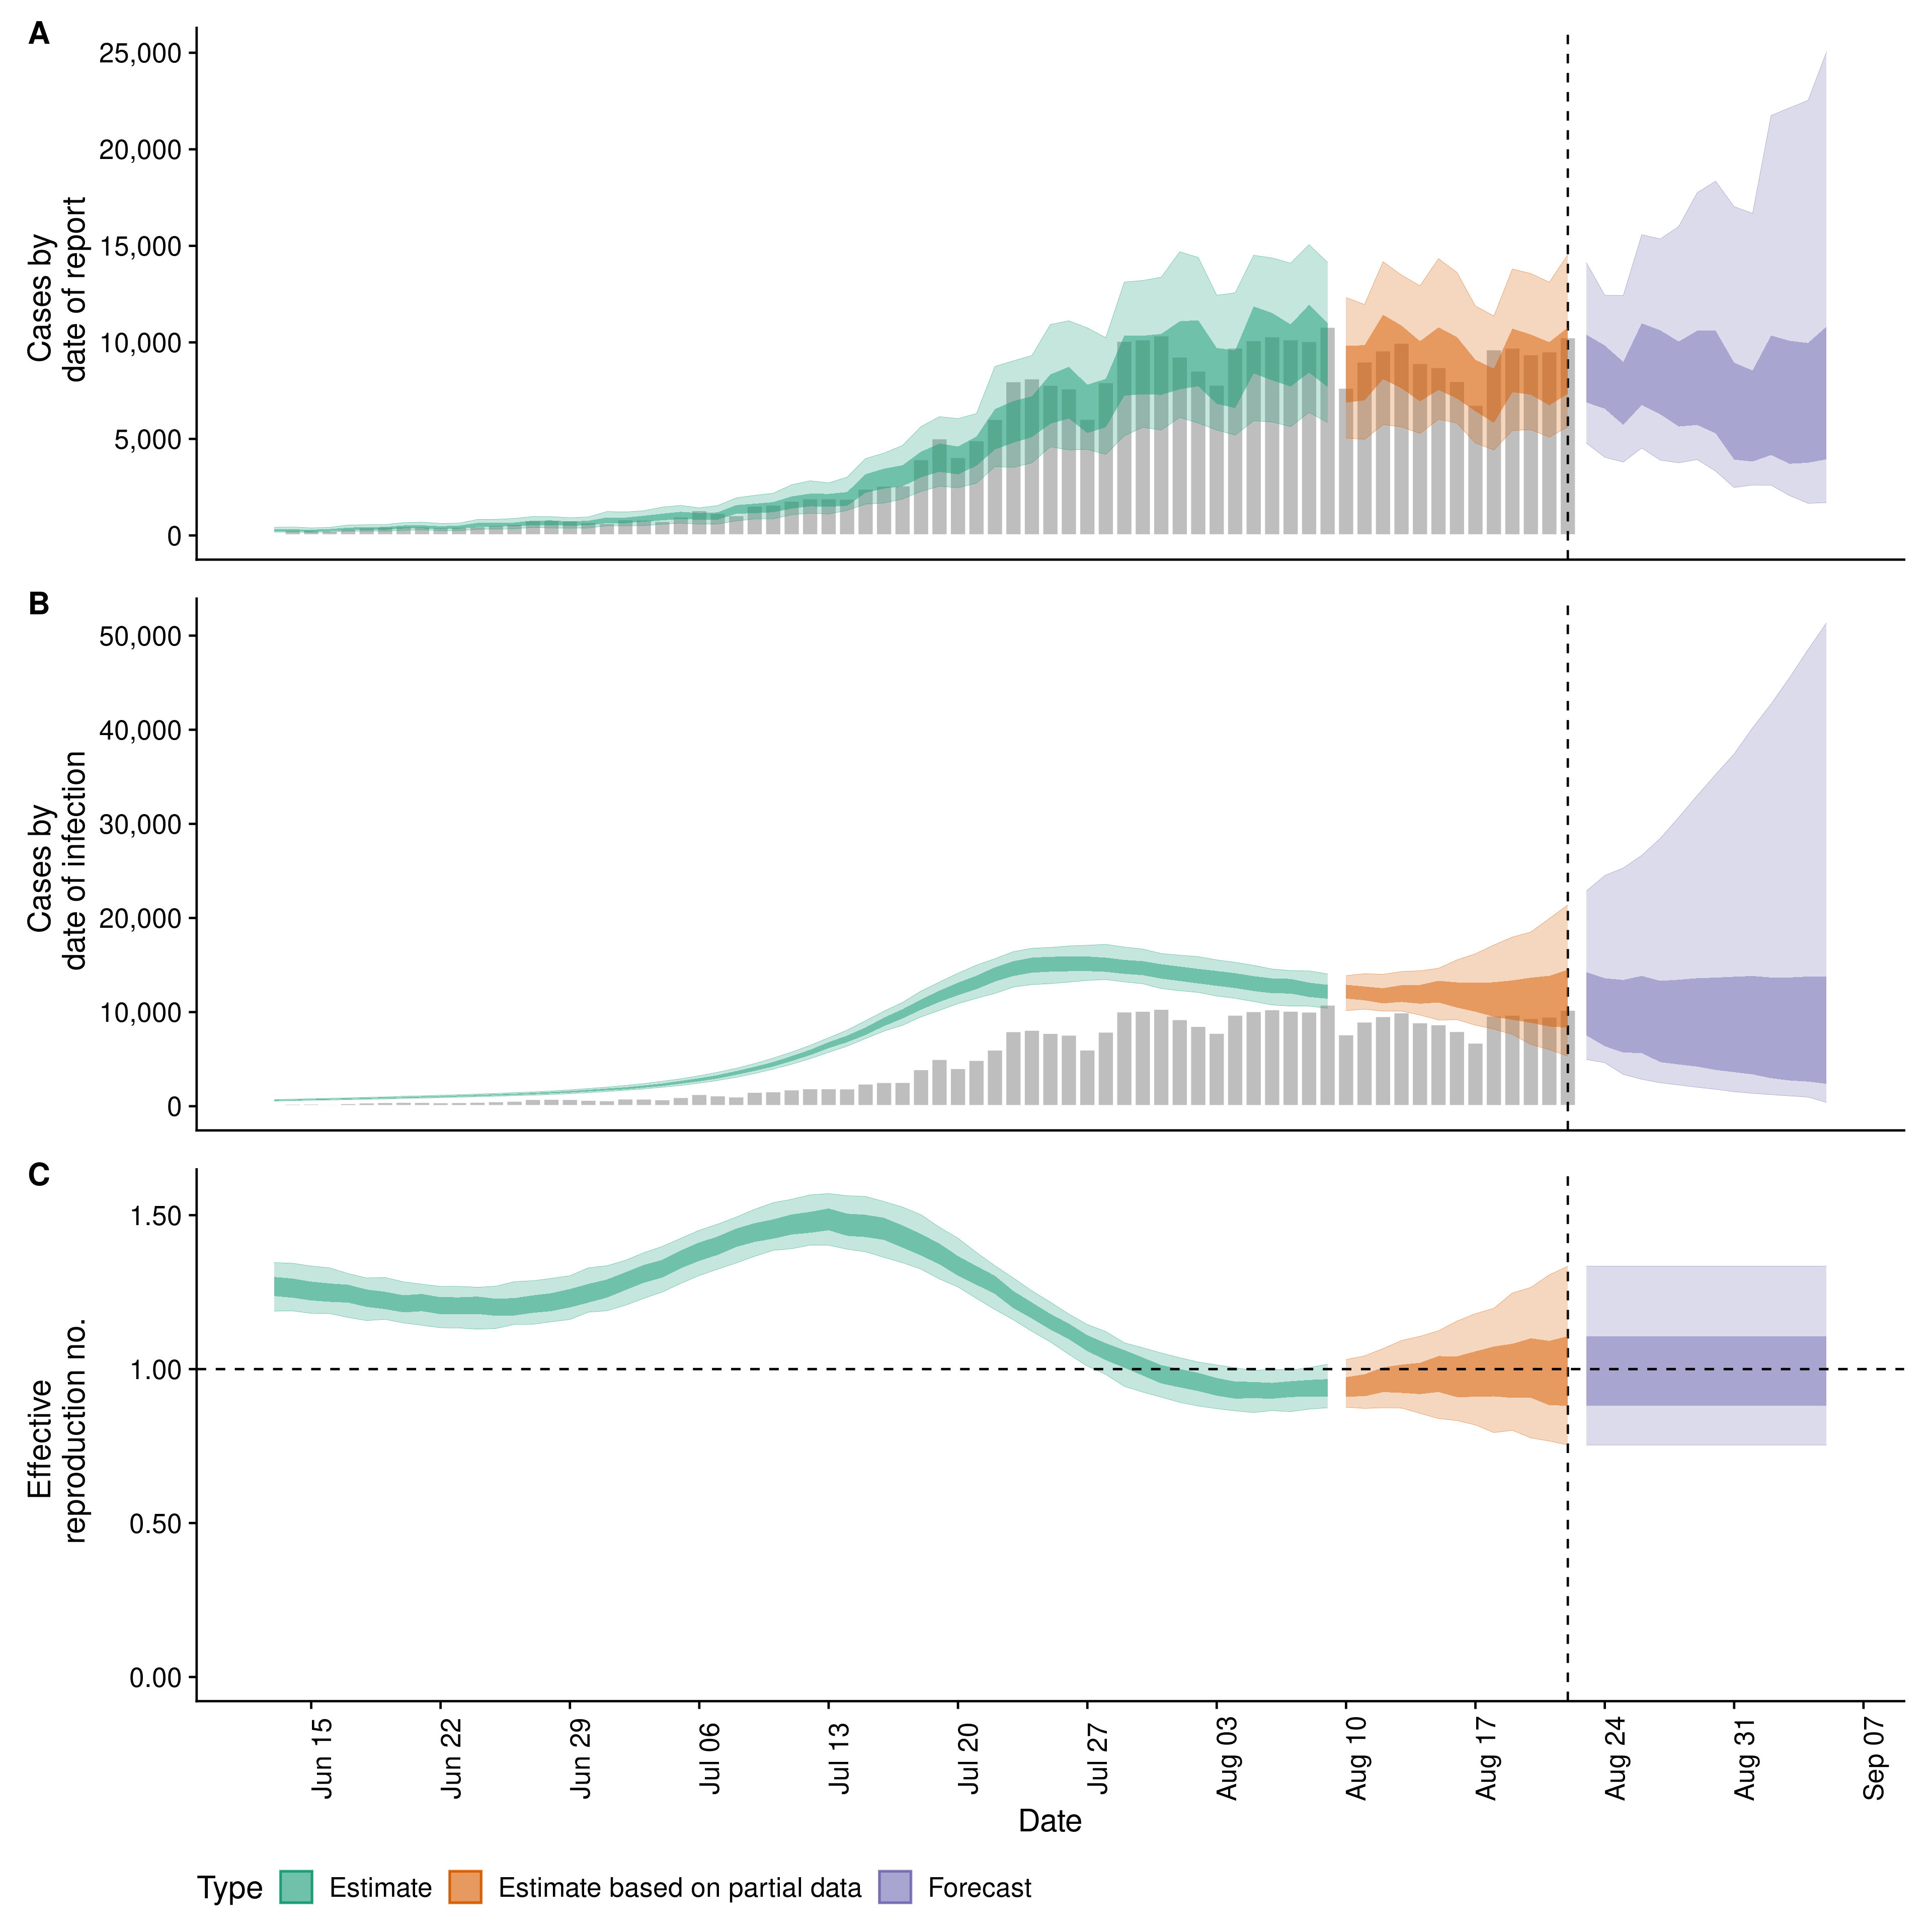 A
25,000
20,000
15,000
10,000
5,000
0
Cases by
date of report
B
50,000
40,000
30,000
20,000
10,000
0
Cases by
date of infection
C
1.50
1.00
0.50
0.00
Effective
reproduction no.
Jun 15
Jun 22
Jun 29
Jul 06
Jul 13
Jul 20
Jul 27
Aug 03
Aug 10
Aug 17
Aug 24
Aug 31
Sep 07
Date
Type Estimate Estimate based on partial data Forecast